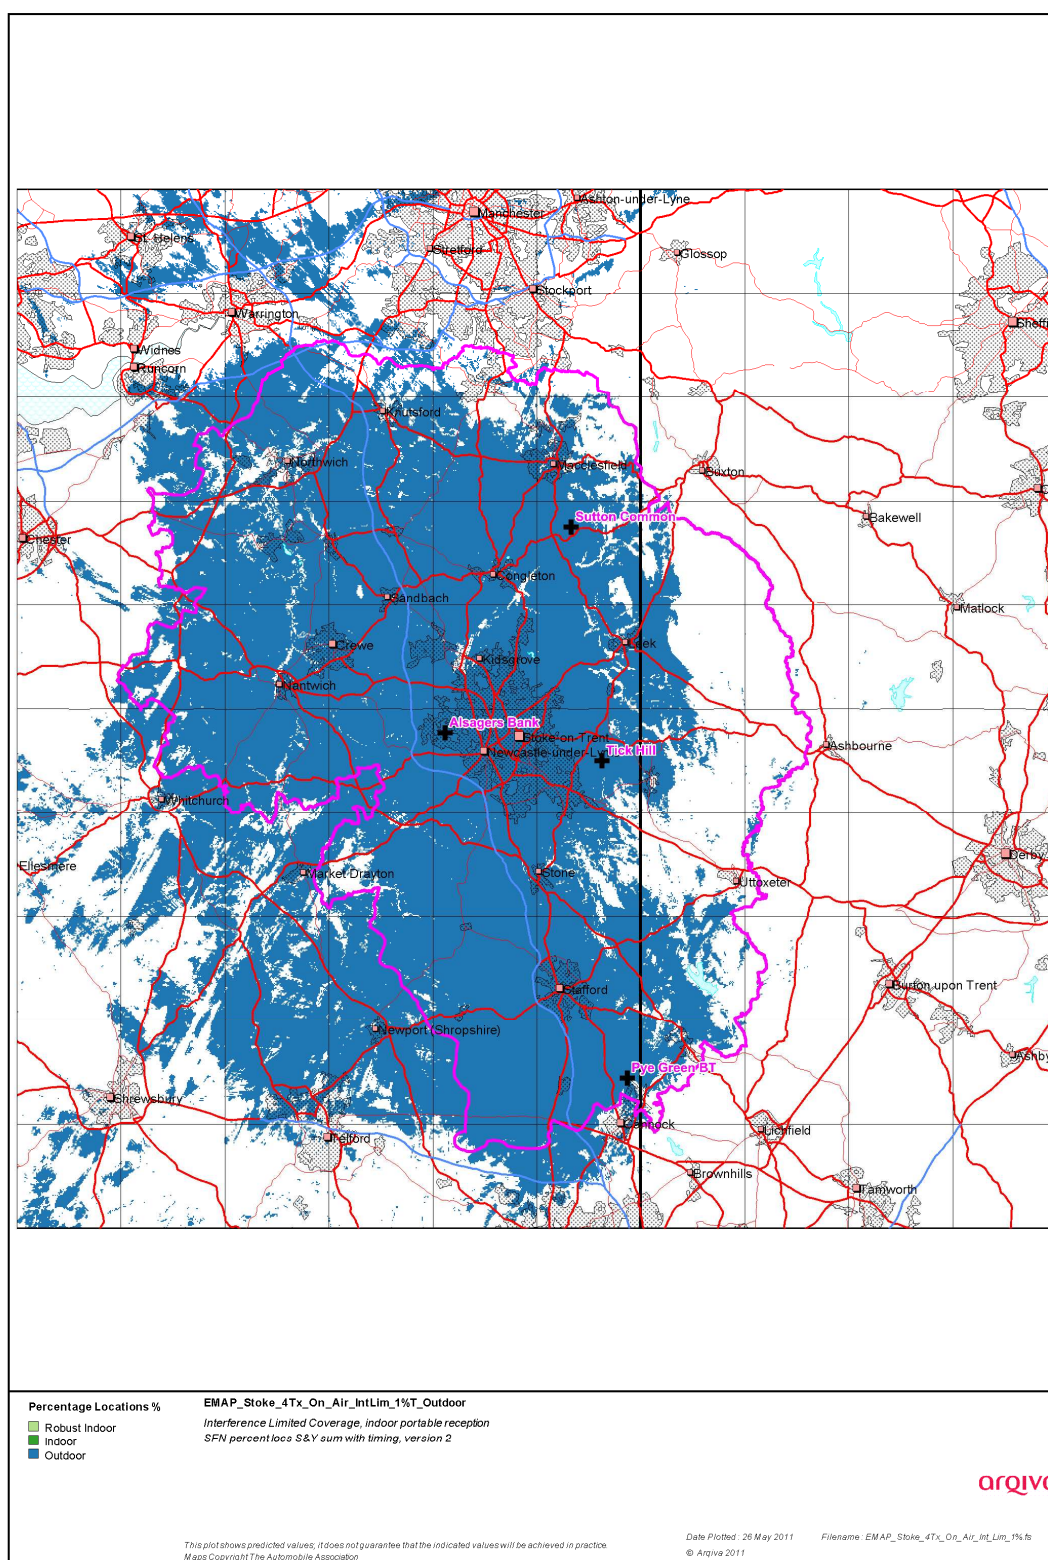 Ashton-under-Lyne
Manchester
St. Helens
Stretford
Glossop
Stockport
Warrington
Widnes
Runcorn
Knutsford
Northwich
Macclesfield
Buxton
Sutton Common
Bakewell
Chester
Congleton
Sandbach
Matlock
Crewe
Leek
Kidsgrove
Nantwich
Alsagers Bank
Stoke-on-Trent
Newcastle-under-Ly
Tick Hill
Ashbourne
Whitchurch
Ellesmere
Market Drayton
Stone
Uttoxeter
Derby
Stafford
Burton upon Trent
Newport (Shropshire)
Ashby
Pye Green BT
Shrewsbury
Cannock
Lichfield
Telford
Brownhills
Tamworth
Percentage Locations %
Robust Indoor
Indoor
Outdoor
EMAP_Stoke_4Tx_On_Air_IntLim_1%T_Outdoor
Interference Limited Coverage, indoor portable reception
SFN percent locs S&Y sum with timing, version 2
arqiva
This plot shows predicted values; it does not guarantee that the indicated values will be achieved in practice.
Maps Copyright The Automobile Association
Date Plotted : 26 May 2011 Filename : EMAP_Stoke_4Tx_On_Air_Int_Lim_1%.fs
© Arqiva 2011